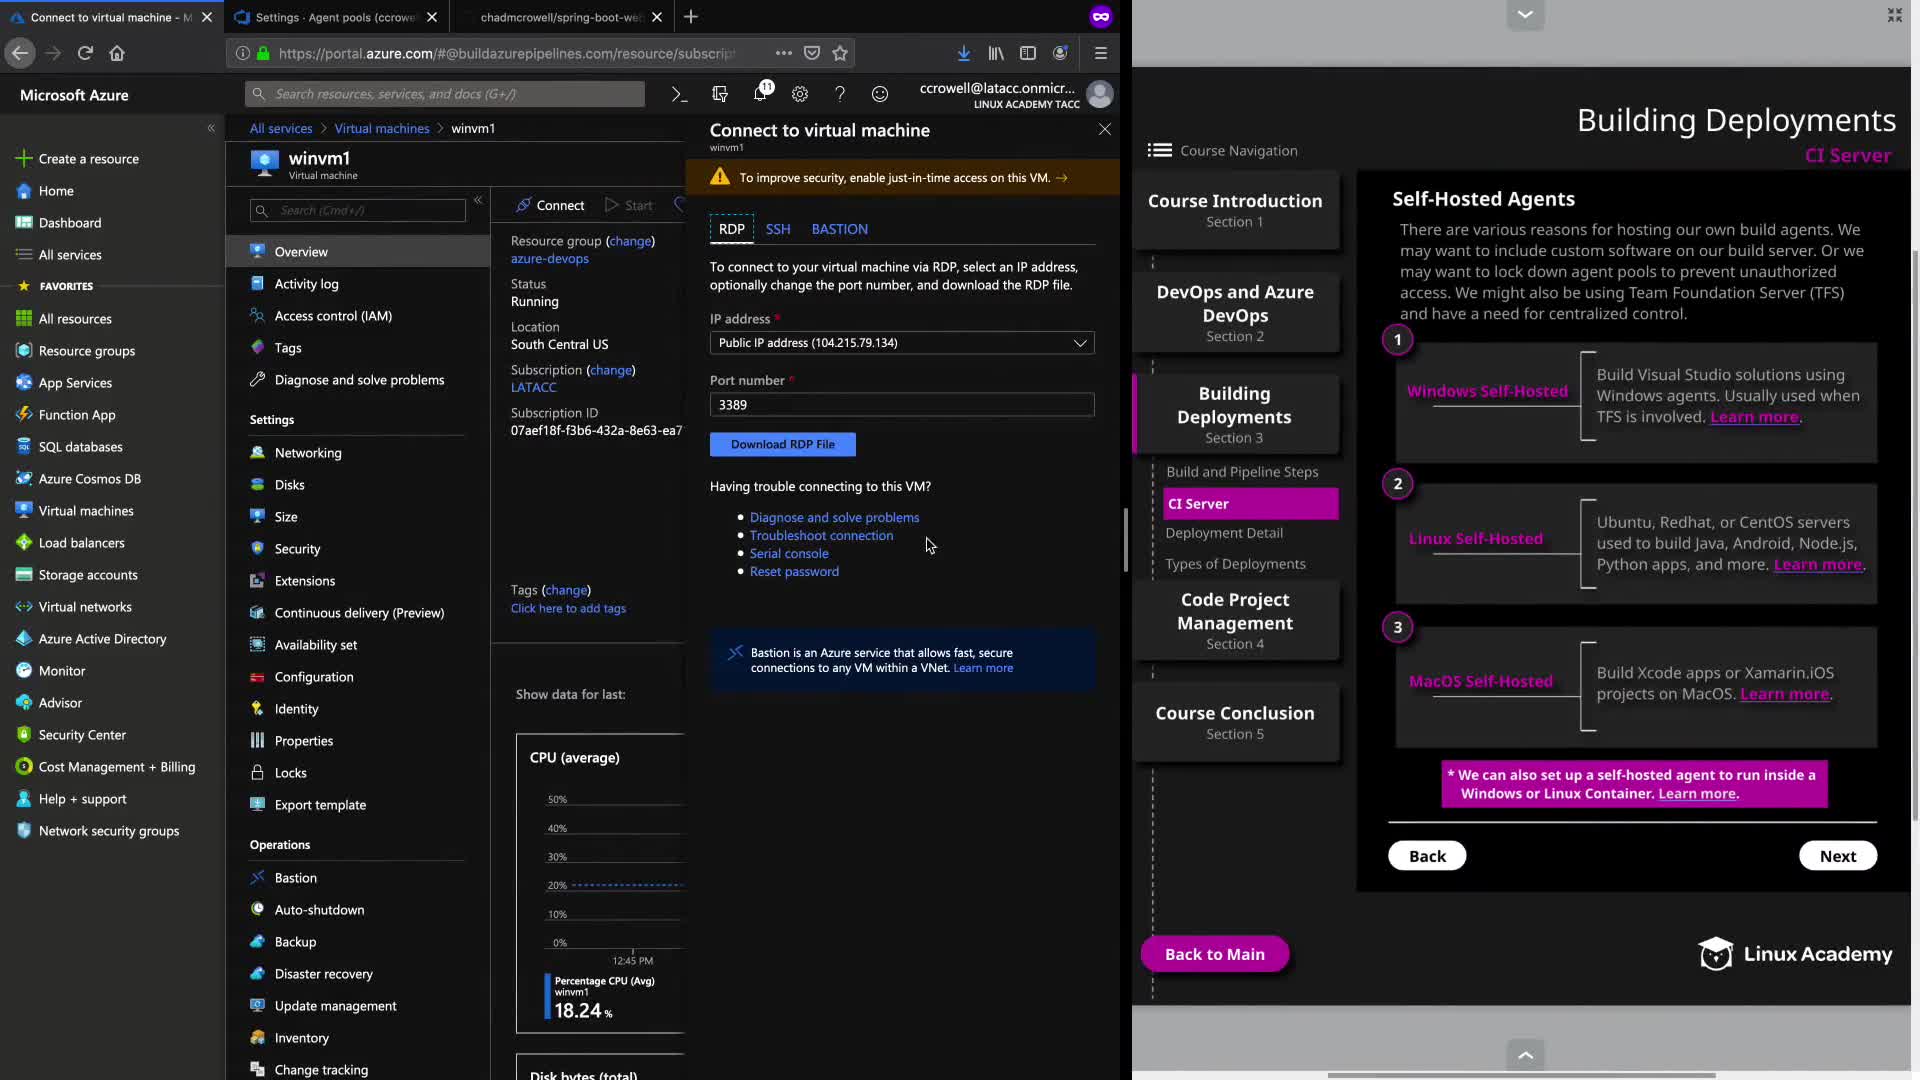 Connect to virtual machine - M
Settings · Agent pools (ccrowe
chadmcrowell/spring-boot-we
https://portal.azure.com/#@buildazurepipelines.com/resource/subscript
Microsoft Azure
Search resources, services, and docs (G+/)
11
ccrowell@latacc.onmicr...
LINUX ACADEMY TACC
Create a resource
Home
Dashboard
All services
FAVORITES
All resources
Resource groups
App Services
Function App
SQL databases
Azure Cosmos DB
Virtual machines
Load balancers
Storage accounts
Virtual networks
Azure Active Directory
Monitor
Advisor
Security Center
Cost Management + Billing
Help + support
Network security groups
All services > Virtual machines > winvm1
winvm1
Virtual machine
Search (Cmd+/)
Overview
Activity log
Access control (IAM)
Tags
Diagnose and solve problems
Settings
Networking
Disks
Size
Security
Extensions
Continuous delivery (Preview)
Availability set
Configuration
Identity
Properties
Locks
Export template
Operations
Bastion
Auto-shutdown
Backup
Disaster recovery
Update management
Inventory
Change tracking
Connect
Start
Resource group (change)
azure-devops
Status
Running
Location
South Central US
Subscription (change)
LATACC
Subscription ID
07aef18f-f3b6-432a-8e63-ea7
Tags (change)
Click here to add tags
Show data for last:
CPU (average)
50%
40%
30%
20%
10%
0%
12:45 PM
Percentage CPU (Avg)
winvm1
18.24 %
Disk bytes (total)
Connect to virtual machine
winvm1
To improve security, enable just-in-time access on this VM. →
RDP
SSH
BASTION
To connect to your virtual machine via RDP, select an IP address,
optionally change the port number, and download the RDP file.
IP address *
Public IP address (104.215.79.134)
Port number *
3389
Download RDP File
Having trouble connecting to this VM?
• Diagnose and solve problems
• Troubleshoot connection
• Serial console
• Reset password
Bastion is an Azure service that allows fast, secure
connections to any VM within a VNet. Learn more
Building Deployments
CI Server
Course Navigation
Course Introduction
Section 1
DevOps and Azure
DevOps
Section 2
Building
Deployments
Section 3
Build and Pipeline Steps
CI Server
Deployment Detail
Types of Deployments
Code Project
Management
Section 4
Course Conclusion
Section 5
Back to Main
Self-Hosted Agents
There are various reasons for hosting our own build agents. We
may want to include custom software on our build server. Or we
may want to lock down agent pools to prevent unauthorized
access. We might also be using Team Foundation Server (TFS)
and have a need for centralized control.
1
Windows Self-Hosted
Build Visual Studio solutions using
Windows agents. Usually used when
TFS is involved. Learn more.
2
Linux Self-Hosted
Ubuntu, Redhat, or CentOS servers
used to build Java, Android, Node.js,
Python apps, and more. Learn more.
3
MacOS Self-Hosted
Build Xcode apps or Xamarin.iOS
projects on MacOS. Learn more.
* We can also set up a self-hosted agent to run inside a
Windows or Linux Container. Learn more.
Back
Next
Linux Academy